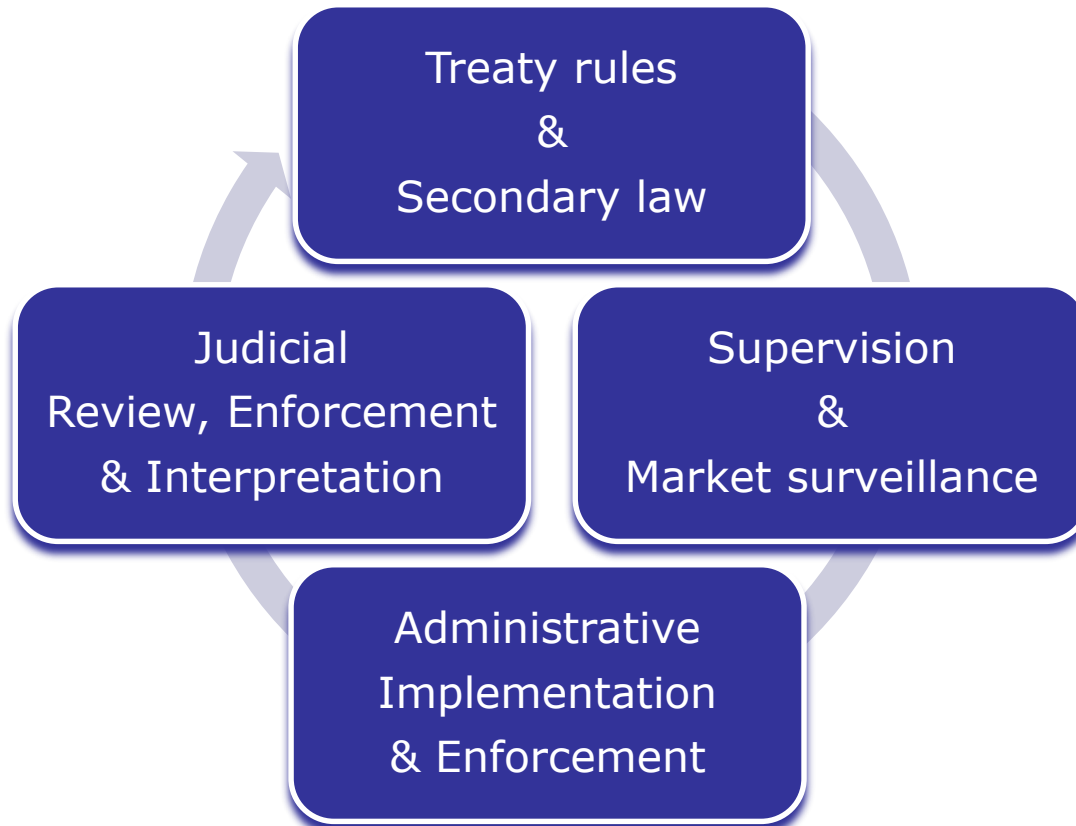 Treaty rules
&
Secondary law
Judicial
Review, Enforcement
& Interpretation
Supervision
&
Market surveillance
Administrative
Implementation
& Enforcement